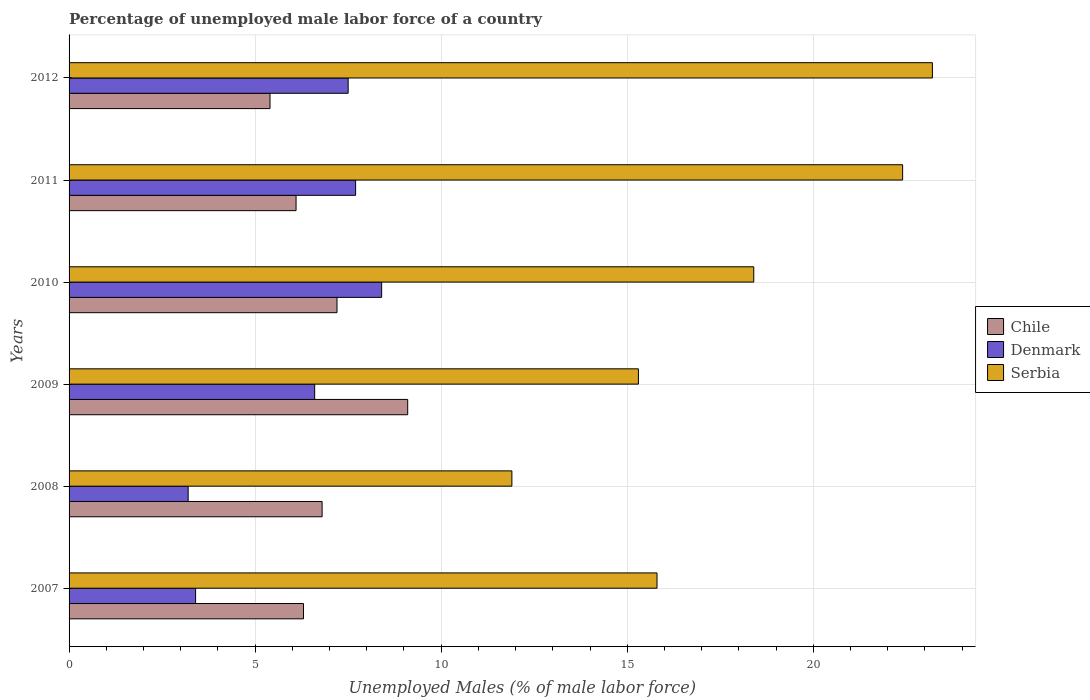 Percentage of unemployed male labor force of a country
2012
2011
2010
2009
2008
2007
Years
0
5
10
15
20
Unemployed Males (% of male labor force)
Chile
Denmark
Serbia